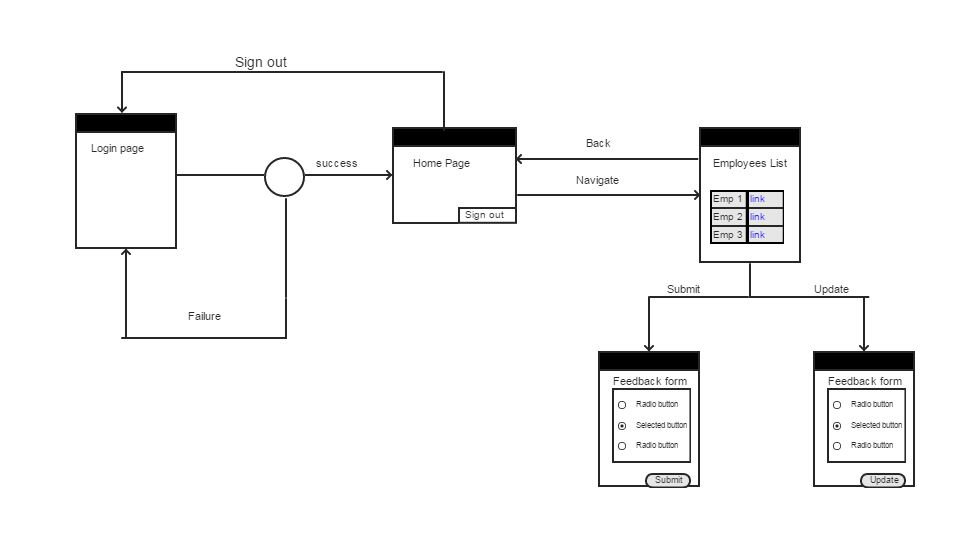 Sign out
Login page
success
Home Page
Sign out
Back
Navigate
Employees List
Emp 1 link
Emp 2 link
Emp 3 link
Failure
Submit
Update
Feedback form
Radio button
Selected button
Radio button
Submit
Feedback form
Radio button
Selected button
Radio button
Update